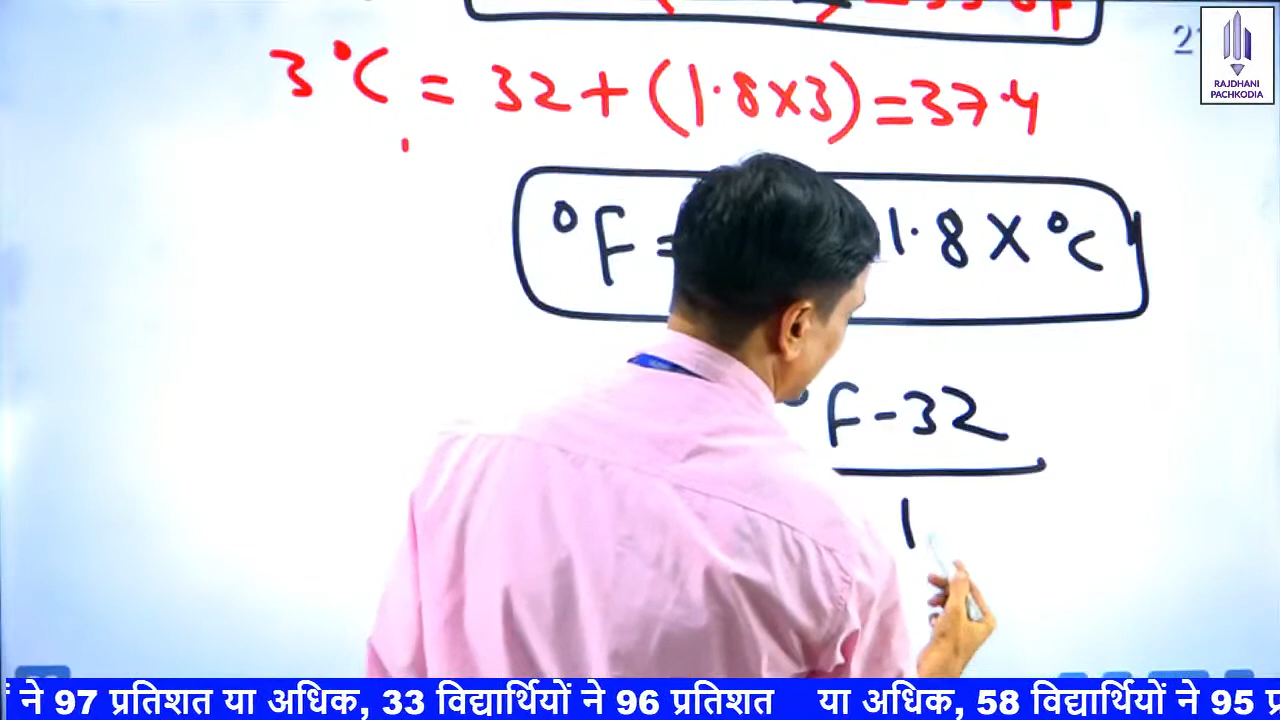 3°C = 32 + (1.8×3) = 37.4
°F = 1.8 × °C
F - 32
1
RAJDHANI
PACHKODIA
ने 97 प्रतिशत या अधिक, 33 विद्यार्थियों ने 96 प्रतिशत या अधिक, 58 विद्यार्थियों ने 95